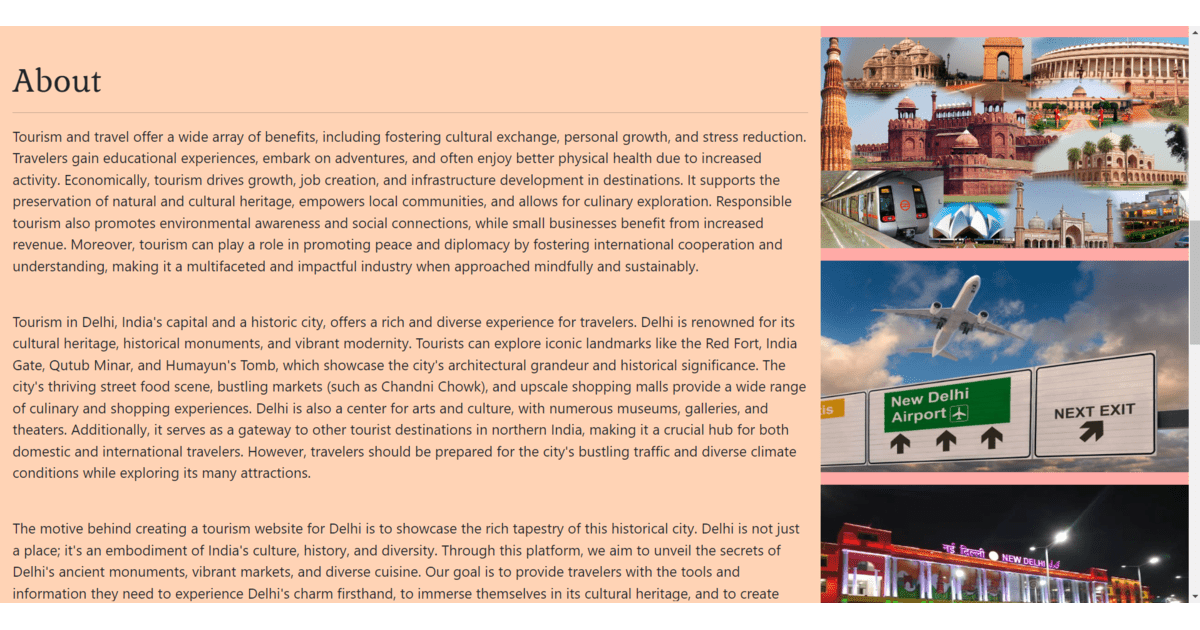 About
Tourism and travel offer a wide array of benefits, including fostering cultural exchange, personal growth, and stress reduction.
Travelers gain educational experiences, embark on adventures, and often enjoy better physical health due to increased
activity. Economically, tourism drives growth, job creation, and infrastructure development in destinations. It supports the
preservation of natural and cultural heritage, empowers local communities, and allows for culinary exploration. Responsible
tourism also promotes environmental awareness and social connections, while small businesses benefit from increased
revenue. Moreover, tourism can play a role in promoting peace and diplomacy by fostering international cooperation and
understanding, making it a multifaceted and impactful industry when approached mindfully and sustainably.
Tourism in Delhi, India's capital and a historic city, offers a rich and diverse experience for travelers. Delhi is renowned for its
cultural heritage, historical monuments, and vibrant modernity. Tourists can explore iconic landmarks like the Red Fort, India
Gate, Qutub Minar, and Humayun's Tomb, which showcase the city's architectural grandeur and historical significance. The
city's thriving street food scene, bustling markets (such as Chandni Chowk), and upscale shopping malls provide a wide range
of culinary and shopping experiences. Delhi is also a center for arts and culture, with numerous museums, galleries, and
theaters. Additionally, it serves as a gateway to other tourist destinations in northern India, making it a crucial hub for both
domestic and international travelers. However, travelers should be prepared for the city's bustling traffic and diverse climate
conditions while exploring its many attractions.
The motive behind creating a tourism website for Delhi is to showcase the rich tapestry of this historical city. Delhi is not just
a place; it's an embodiment of India's culture, history, and diversity. Through this platform, we aim to unveil the secrets of
Delhi's ancient monuments, vibrant markets, and diverse cuisine. Our goal is to provide travelers with the tools and
information they need to experience Delhi's charm firsthand, to immerse themselves in its cultural heritage, and to create
is
New Delhi
Airport
NEXT EXIT
नई दिल्ली NEW DELHI